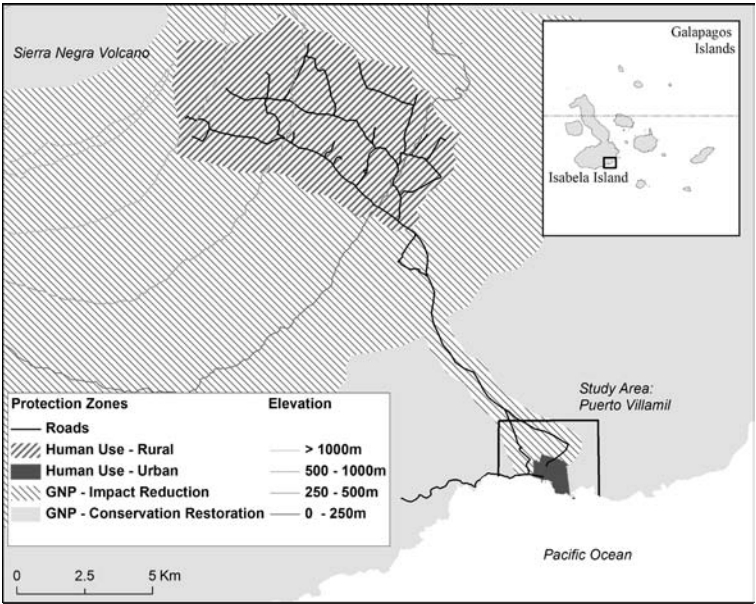 Sierra Negra Volcano
Galapagos
Islands
Isabela Island
Study Area:
Puerto Villamil
Protection Zones
Elevation
Roads
Human Use - Rural
Human Use - Urban
GNP - Impact Reduction
GNP - Conservation Restoration
> 1000m
500 - 1000m
250 - 500m
0 - 250m
Pacific Ocean
0 2.5 5 Km